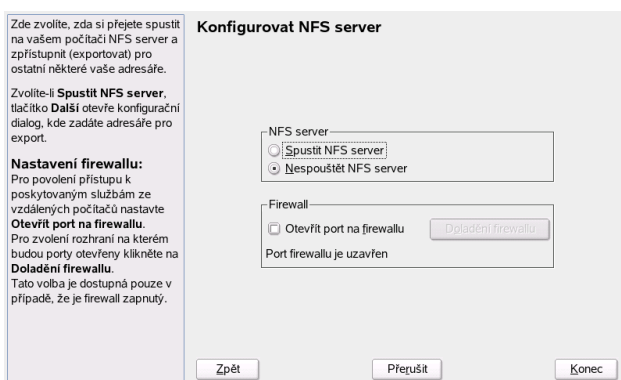 Zde zvolíte, zda si přejete spustit
na vašem počítači NFS server a
zpřístupnit (exportovat) pro
ostatní některé vaše adresáře.
Zvolíte-li Spustit NFS server,
tlačítko Další otevře konfigurační
dialog, kde zadáte adresáře pro
export.
Nastavení firewallu:
Pro povolení přístupu k
poskytovaným službám ze
vzdálených počítačů nastavte
Otevřít port na firewallu.
Pro zvolení rozhraní na kterém
budou porty otevřeny klikněte na
Doladění firewallu.
Tato volba je dostupná pouze v
případě, že je firewall zapnutý.
Konfigurovat NFS server
NFS server
Spustit NFS server
Nespouštět NFS server
Firewall
Otevřít port na firewallu
Doladění firewallu
Port firewallu je uzavřen
Zpět
Přerušit
Konec